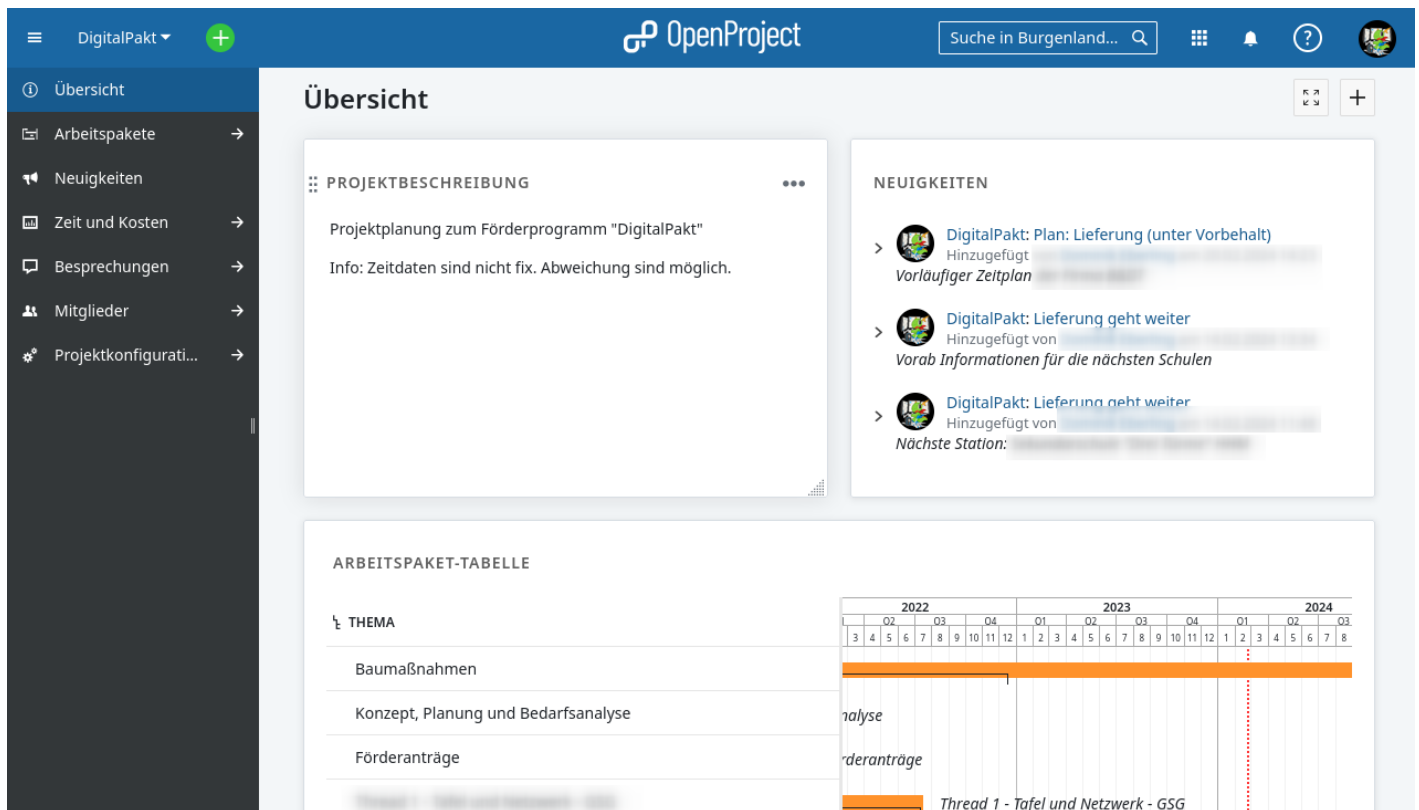 DigitalPakt
OpenProject
Suche in Burgenland...
Übersicht
Arbeitspakete
Neuigkeiten
Zeit und Kosten
Besprechungen
Mitglieder
Projektkonfigurati...
Übersicht
PROJEKTBESCHREIBUNG
Projektplanung zum Förderprogramm "DigitalPakt"
Info: Zeitdaten sind nicht fix. Abweichung sind möglich.
NEUIGKEITEN
DigitalPakt: Plan: Lieferung (unter Vorbehalt)
Hinzugefügt
Vorläufiger Zeitplan
DigitalPakt: Lieferung geht weiter
Hinzugefügt von
Vorab Informationen für die nächsten Schulen
DigitalPakt: Lieferung geht weiter
Hinzugefügt von
Nächste Station:
ARBEITSPAKET-TABELLE
THEMA
2022 2023 2024
Q2 Q3 Q4 Q1 Q2 Q3 Q4 Q1 Q2 Q3
3 4 5 6 7 8 9 10 11 12 1 2 3 4 5 6 7 8 9 10 11 12 1 2 3 4 5 6 7 8
Baumaßnahmen
Konzept, Planung und Bedarfsanalyse
nalyse
Förderanträge
rderanträge
Thread 1 - Tafel und Netzwerk - GSG